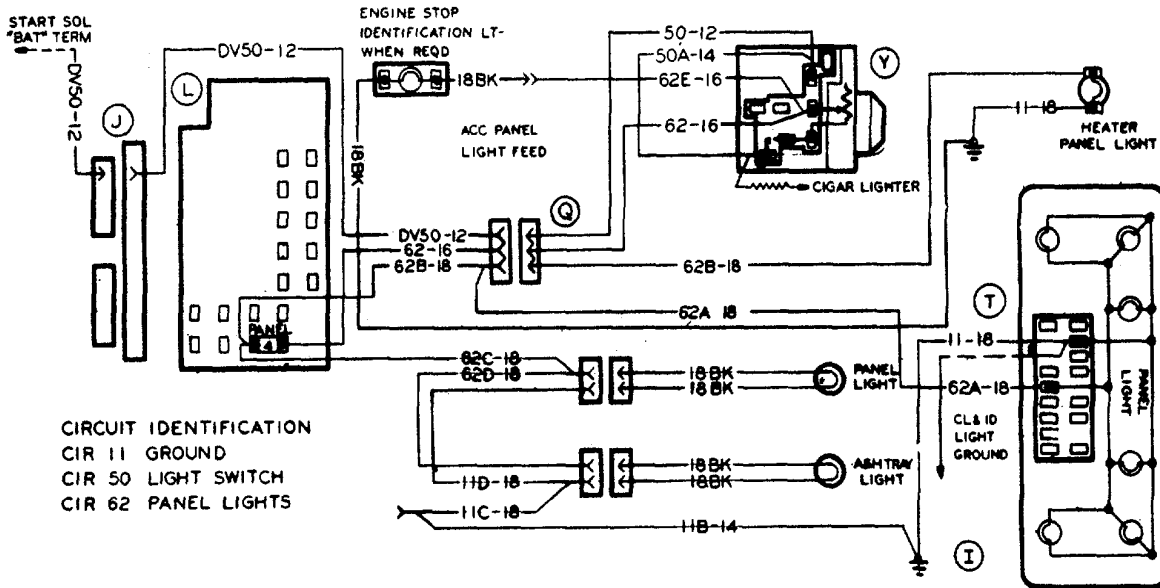 START SOL
"BAT" TERM
DV50-12
DV50-12
J
L
ENGINE STOP
IDENTIFICATION LT-
WHEN REQD
18BK
18BK
ACC PANEL
LIGHT FEED
50-12
50A-14
62E-16
62-16
Y
CIGAR LIGHTER
11-18
HEATER
PANEL LIGHT
Q
DV50-12
62-16
62B-18
62B-18
62A-18
PANEL
4
T
11-18
62A-18
PANEL
LIGHT
CL & ID
LIGHT
GROUND
62C-18
62D-18
18BK
18BK
PANEL
LIGHT
11D-18
11C-18
18BK
18BK
ASHTRAY
LIGHT
11B-14
I
CIRCUIT IDENTIFICATION
CIR 11 GROUND
CIR 50 LIGHT SWITCH
CIR 62 PANEL LIGHTS